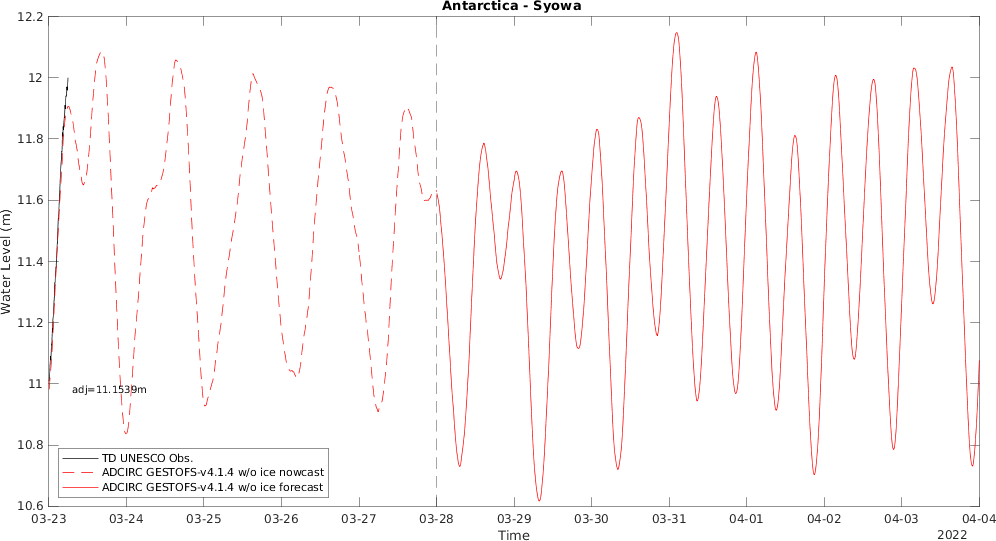 Antarctica - Syowa
Water Level (m)
12.2
12
11.8
11.6
11.4
11.2
11
10.8
10.6
adj=11.1539m
TD UNESCO Obs.
ADCIRC GESTOFS-v4.1.4 w/o ice nowcast
ADCIRC GESTOFS-v4.1.4 w/o ice forecast
03-23 03-24 03-25 03-26 03-27 03-28 03-29 03-30 03-31 04-01 04-02 04-03 04-04
Time
2022